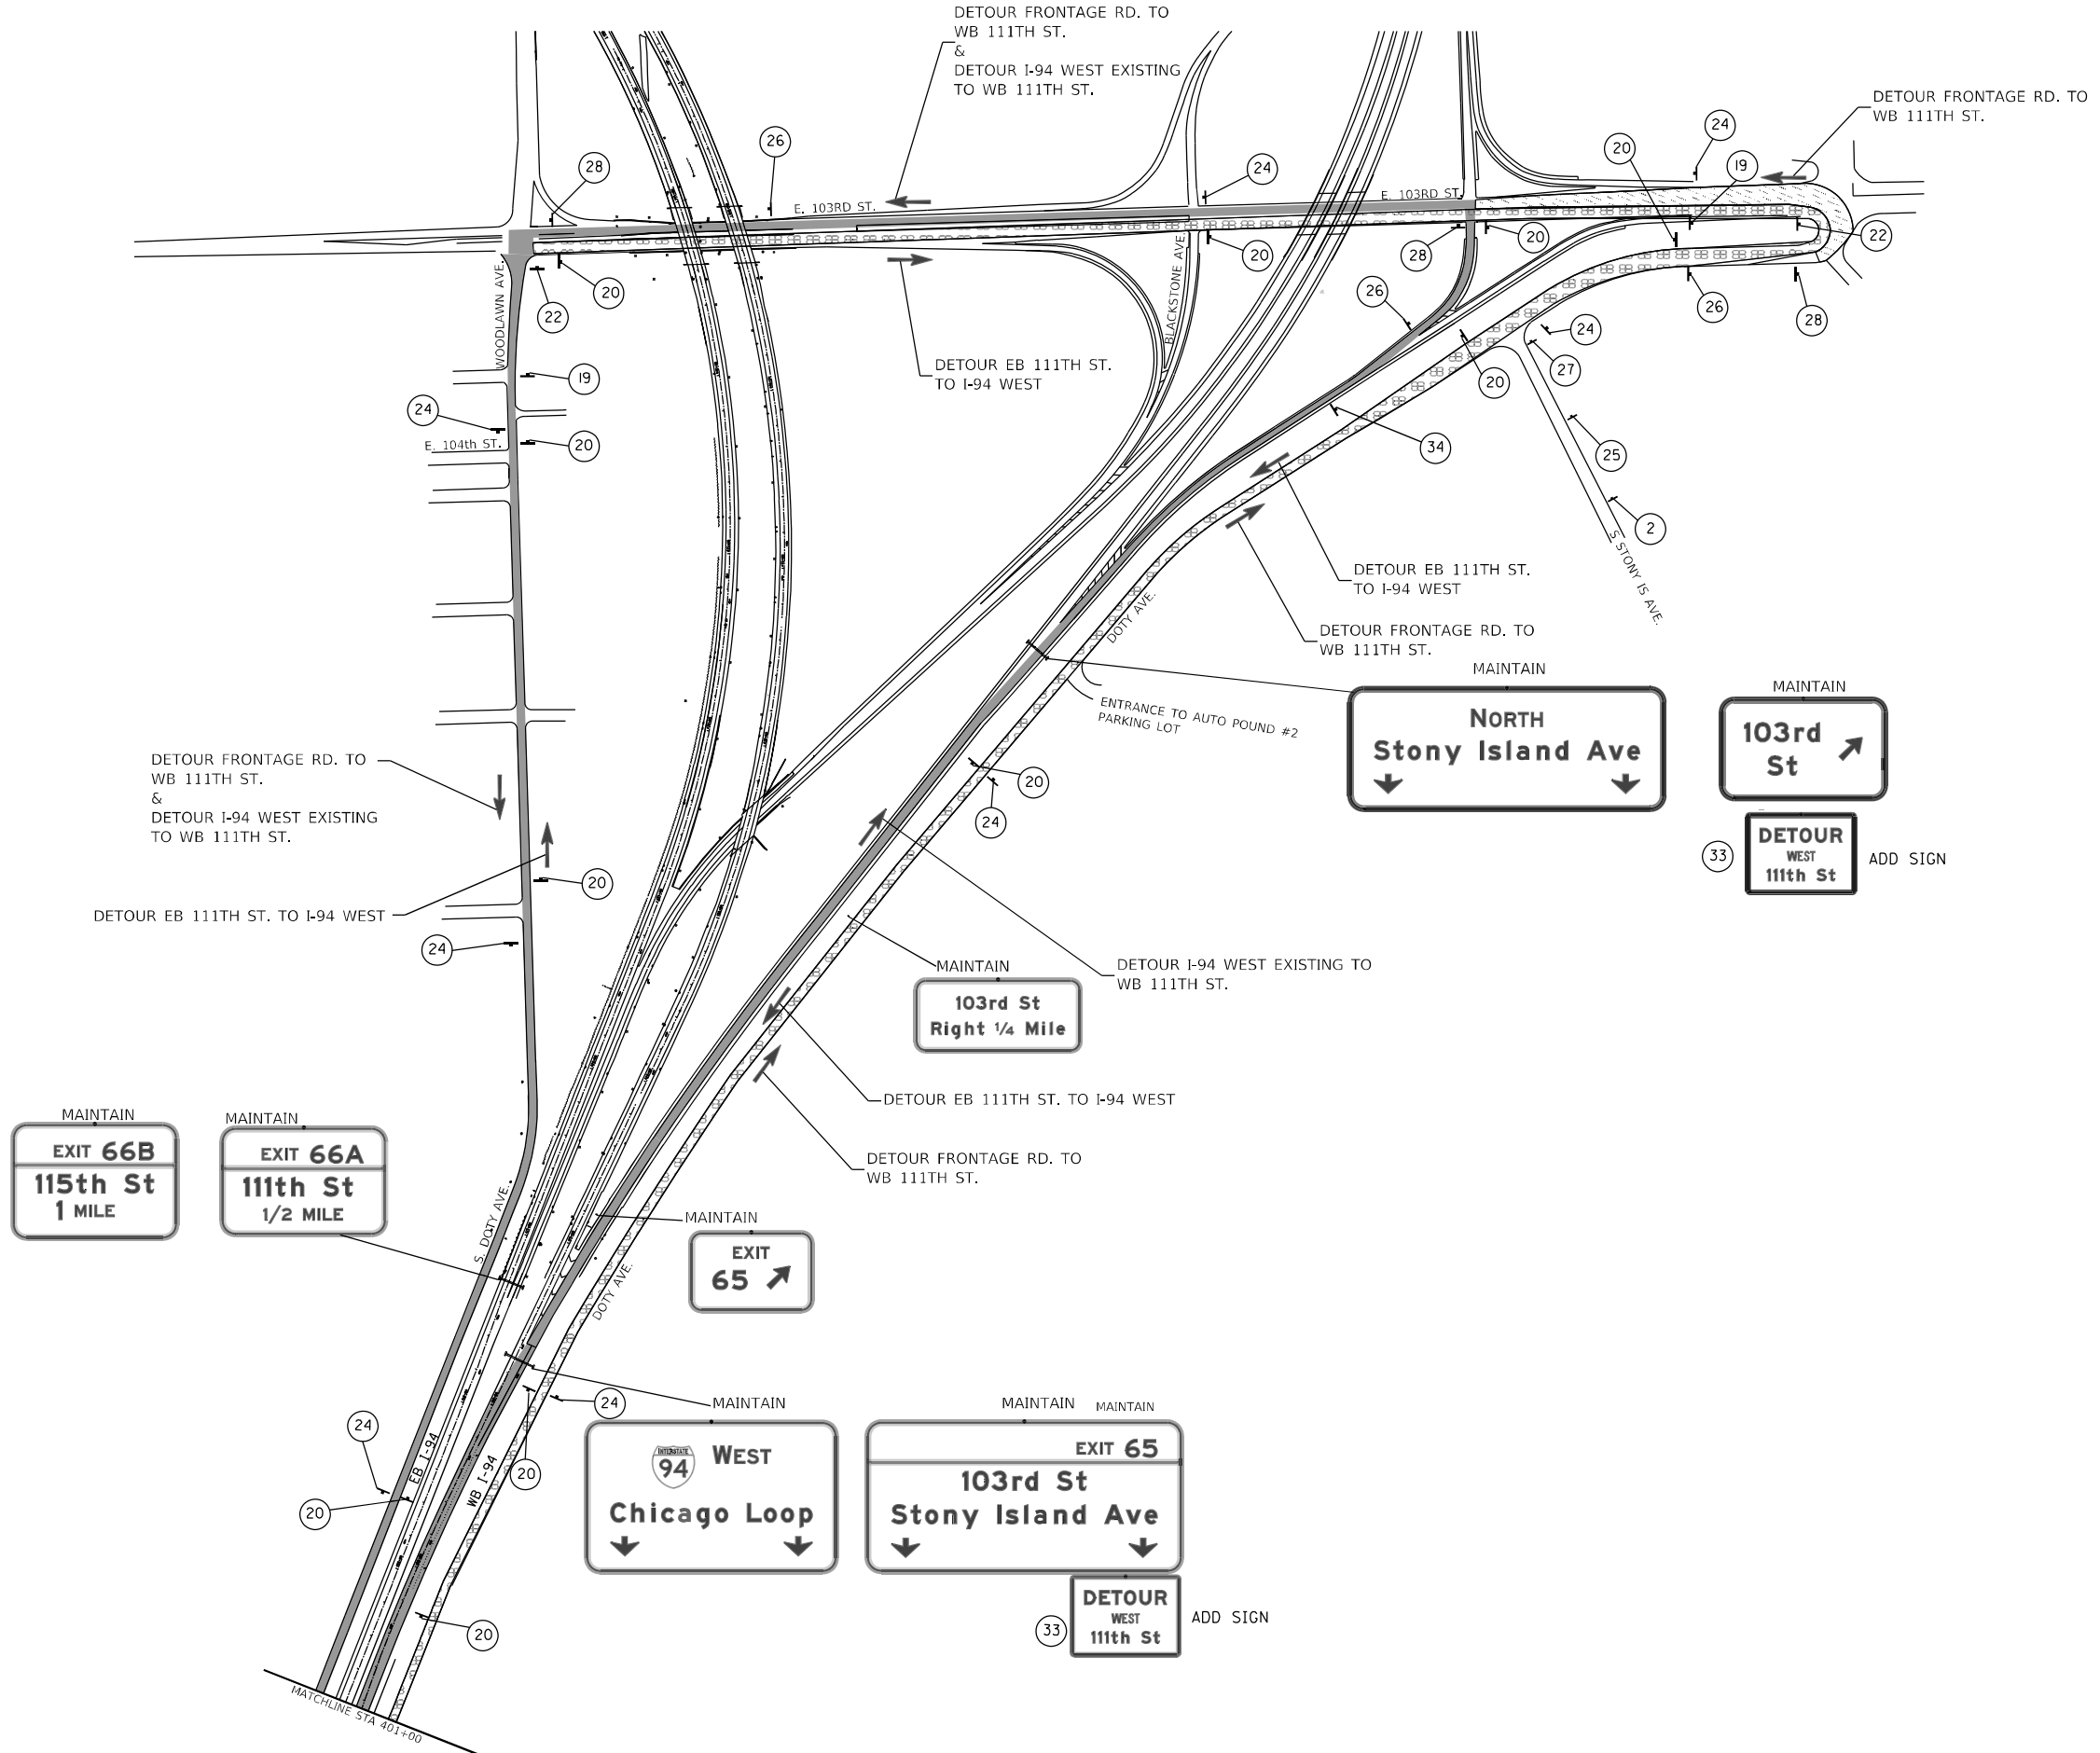 DETOUR FRONTAGE RD. TO
WB 111TH ST.
&
DETOUR I-94 WEST EXISTING
TO WB 111TH ST.
DETOUR FRONTAGE RD. TO
WB 111TH ST.
24
20
19
26
28
24
E. 103RD ST.
E. 103RD ST.
22
20
28
20
20
22
26
28
WOODLAWN AVE.
BLACKSTONE AVE.
26
24
27
20
DETOUR EB 111TH ST.
TO I-94 WEST
19
24
20
E. 104th ST.
34
25
2
S STONY IS AVE.
DETOUR EB 111TH ST.
TO I-94 WEST
DOTY AVE.
DETOUR FRONTAGE RD. TO
WB 111TH ST.
ENTRANCE TO AUTO POUND #2
PARKING LOT
MAINTAIN
NORTH
Stony Island Ave
MAINTAIN
103rd
St
33
DETOUR
WEST
111th St
ADD SIGN
20
24
DETOUR FRONTAGE RD. TO
WB 111TH ST.
&
DETOUR I-94 WEST EXISTING
TO WB 111TH ST.
20
DETOUR EB 111TH ST. TO I-94 WEST
24
MAINTAIN
103rd St
Right 1/4 Mile
DETOUR I-94 WEST EXISTING TO
WB 111TH ST.
DETOUR EB 111TH ST. TO I-94 WEST
DETOUR FRONTAGE RD. TO
WB 111TH ST.
MAINTAIN
EXIT 66B
115th St
1 MILE
MAINTAIN
EXIT 66A
111th St
1/2 MILE
S. DOTY AVE.
MAINTAIN
EXIT
65
DOTY AVE.
24
20
EB I-94
WB I-94
24
20
MAINTAIN
INTERSTATE
94
WEST
Chicago Loop
MAINTAIN
MAINTAIN
EXIT 65
103rd St
Stony Island Ave
33
DETOUR
WEST
111th St
ADD SIGN
20
MATCHLINE STA 401+00